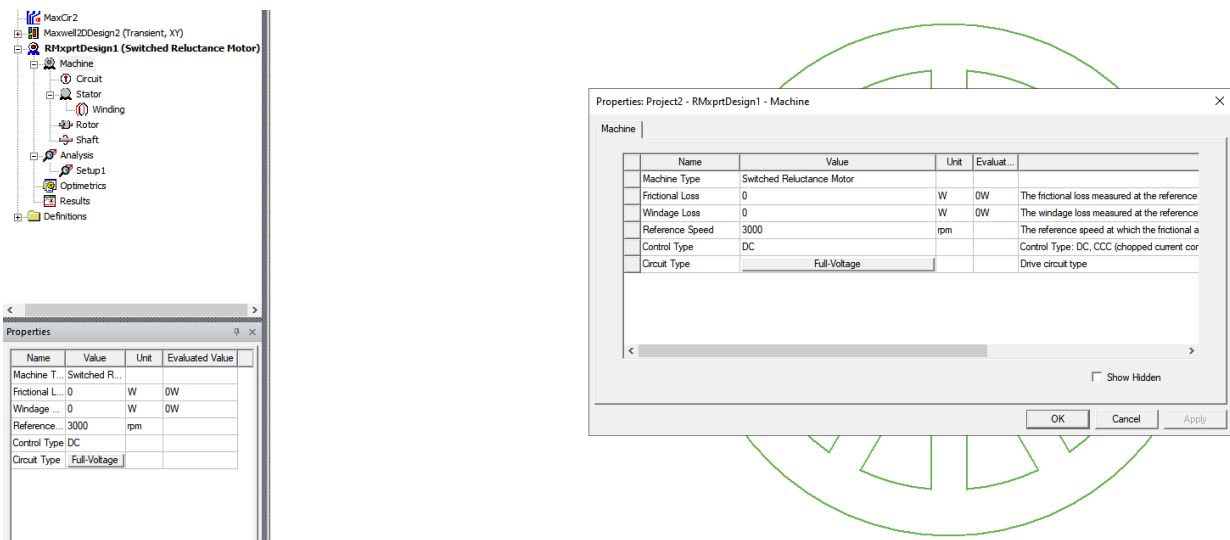 MaxCir2
Maxwell2DDesign2 (Transient, XY)
RMxprtDesign1 (Switched Reluctance Motor)
Machine
Circuit
Stator
Winding
Rotor
Shaft
Analysis
Setup1
Optimetrics
Results
Definitions
Properties
Name Value Unit Evaluated Value
Machine T... Switched R...
Frictional L... 0 W 0W
Windage ... 0 W 0W
Reference... 3000 rpm
Control Type DC
Circuit Type Full-Voltage
Properties: Project2 - RMxprtDesign1 - Machine
Machine
Name Value Unit Evaluat...
Machine Type Switched Reluctance Motor
Frictional Loss 0 W 0W The frictional loss measured at the reference
Windage Loss 0 W 0W The windage loss measured at the reference
Reference Speed 3000 rpm The reference speed at which the frictional a
Control Type DC Control Type: DC, CCC (chopped current cor
Circuit Type Full-Voltage Drive circuit type
Show Hidden
OK Cancel Apply